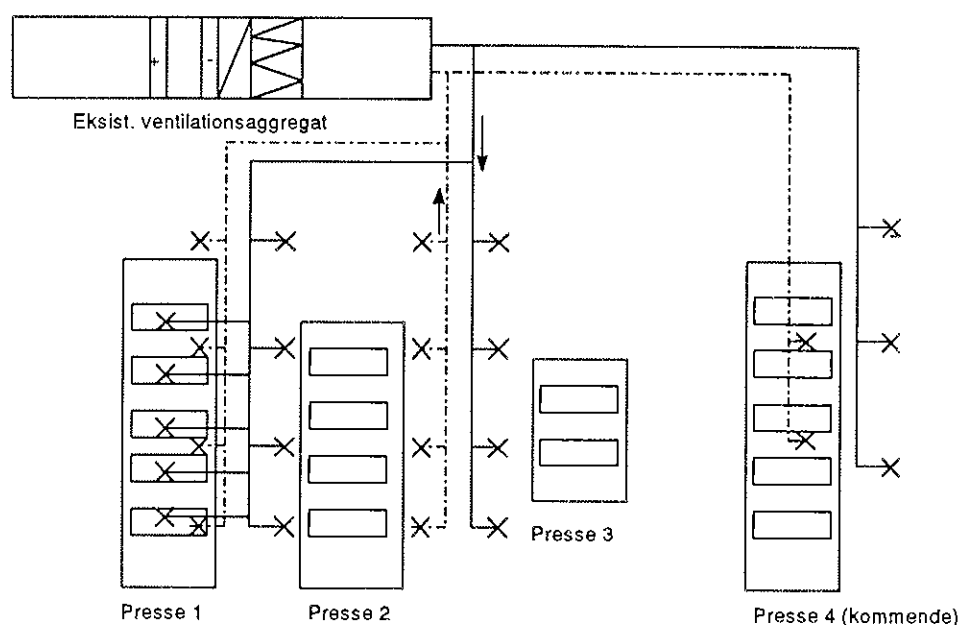 + -
Eksist. ventilationsaggregat
Presse 3
Presse 1
Presse 2
Presse 4 (kommende)